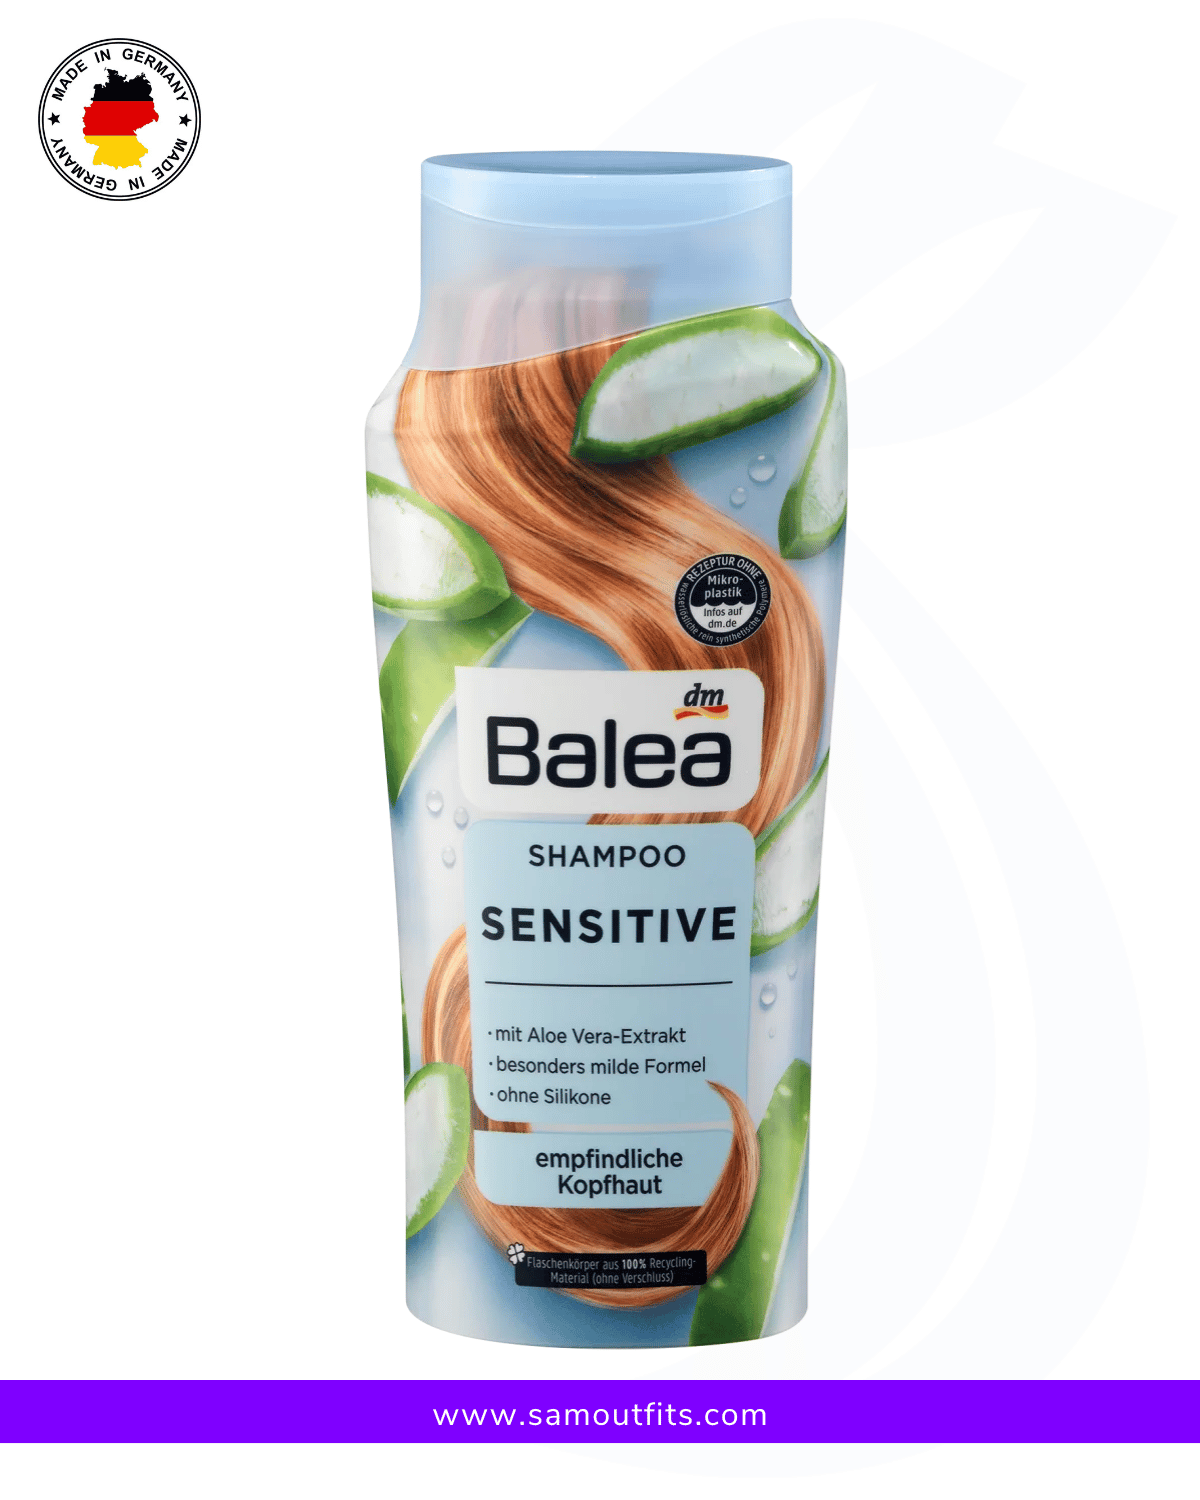 MADE IN GERMANY
MADE IN GERMANY
REZEPTUR OHNE
Mikro-
plastik
Infos auf
dm.de
wasserlösliche rein synthetische Polymere
dm
Balea
SHAMPOO
SENSITIVE
· mit Aloe Vera-Extrakt
· besonders milde Formel
· ohne Silikone
empfindliche
Kopfhaut
Flaschenkörper aus 100% Recycling-
Material (ohne Verschluss)
www.samoutfits.com